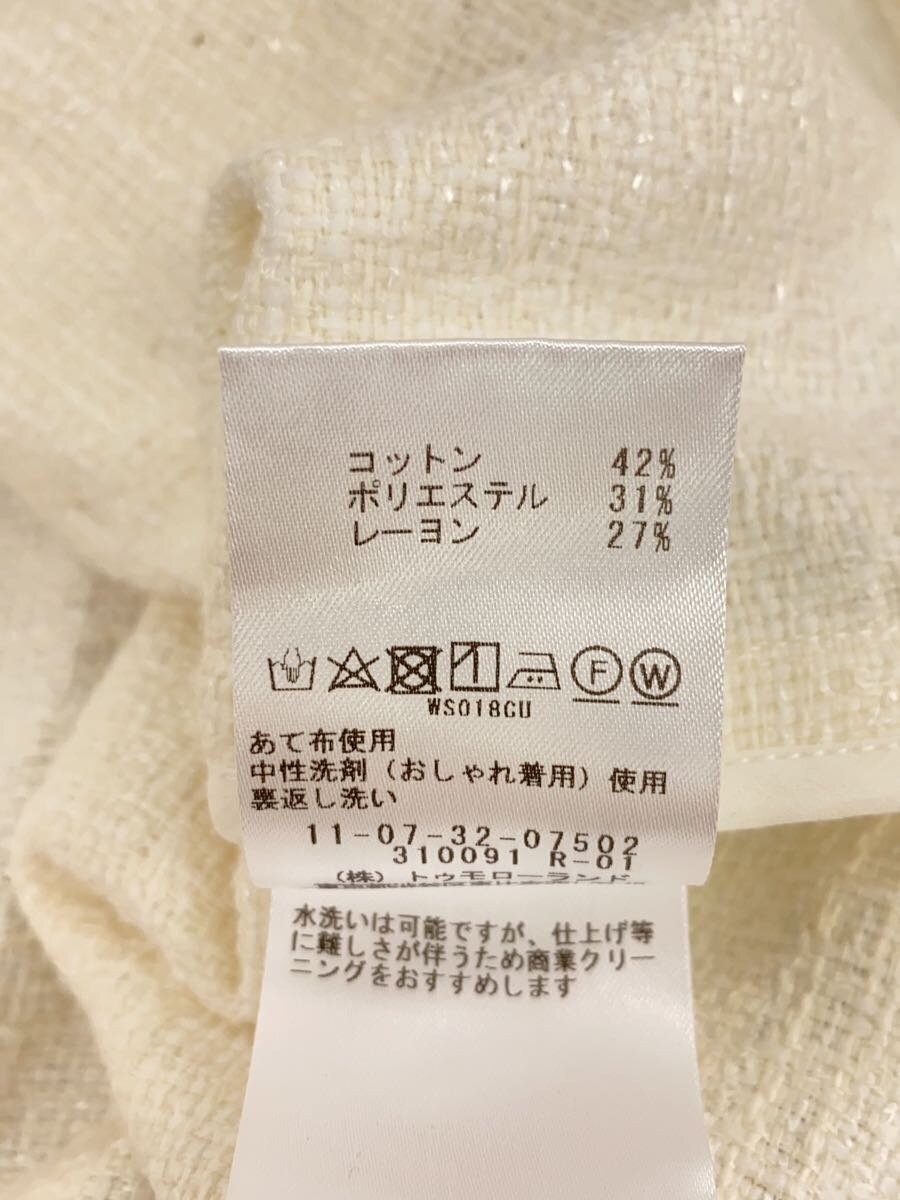 コットン 42%
ポリエステル 31%
レーヨン 27%
F W
WS018GU
あて布使用
中性洗剤（おしゃれ着用）使用
裏返し洗い
11-07-32-07502
310091 R-01
（株）トゥモローランド
水洗いは可能ですが、仕上げ等
に難しさが伴うため商業クリー
ニングをおすすめします